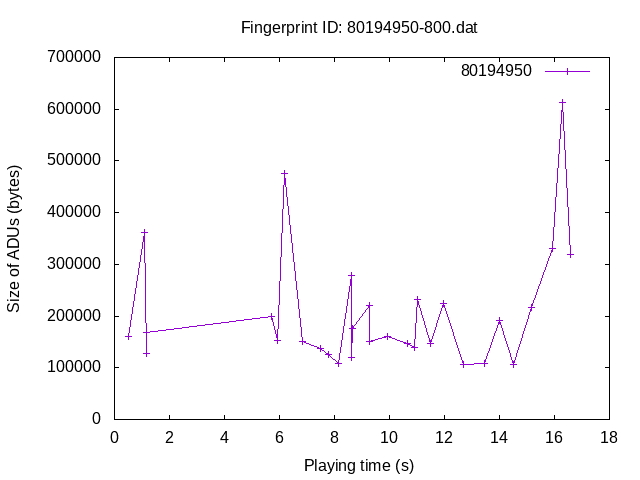 Fingerprint ID: 80194950-800.dat
700000
600000
500000
400000
300000
200000
100000
0
80194950
Size of ADUs (bytes)
0 2 4 6 8 10 12 14 16 18
Playing time (s)